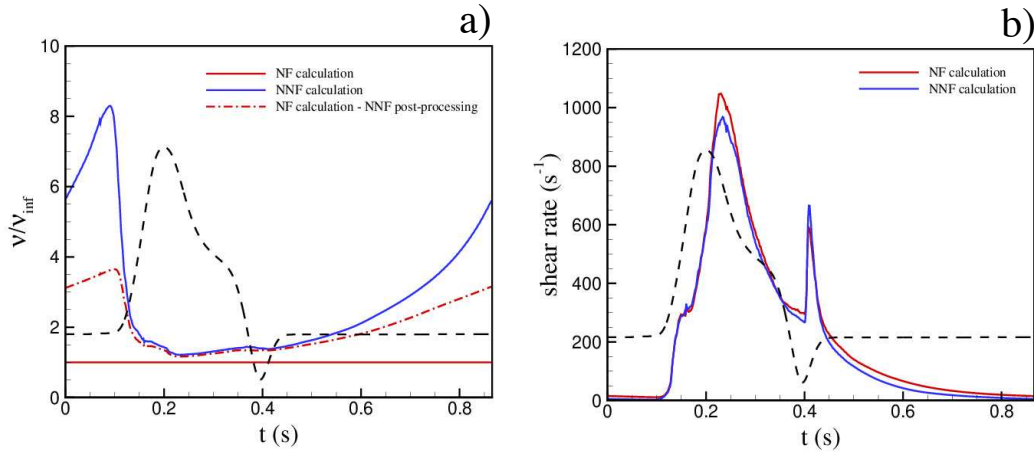 a)
10
8
6
4
2
0
ν/ν_inf
NF calculation
NNF calculation
NF calculation - NNF post-processing
0
0.2
0.4
0.6
0.8
t (s)
b)
1200
1000
800
600
400
200
0
shear rate (s⁻¹)
NF calculation
NNF calculation
0
0.2
0.4
0.6
0.8
t (s)